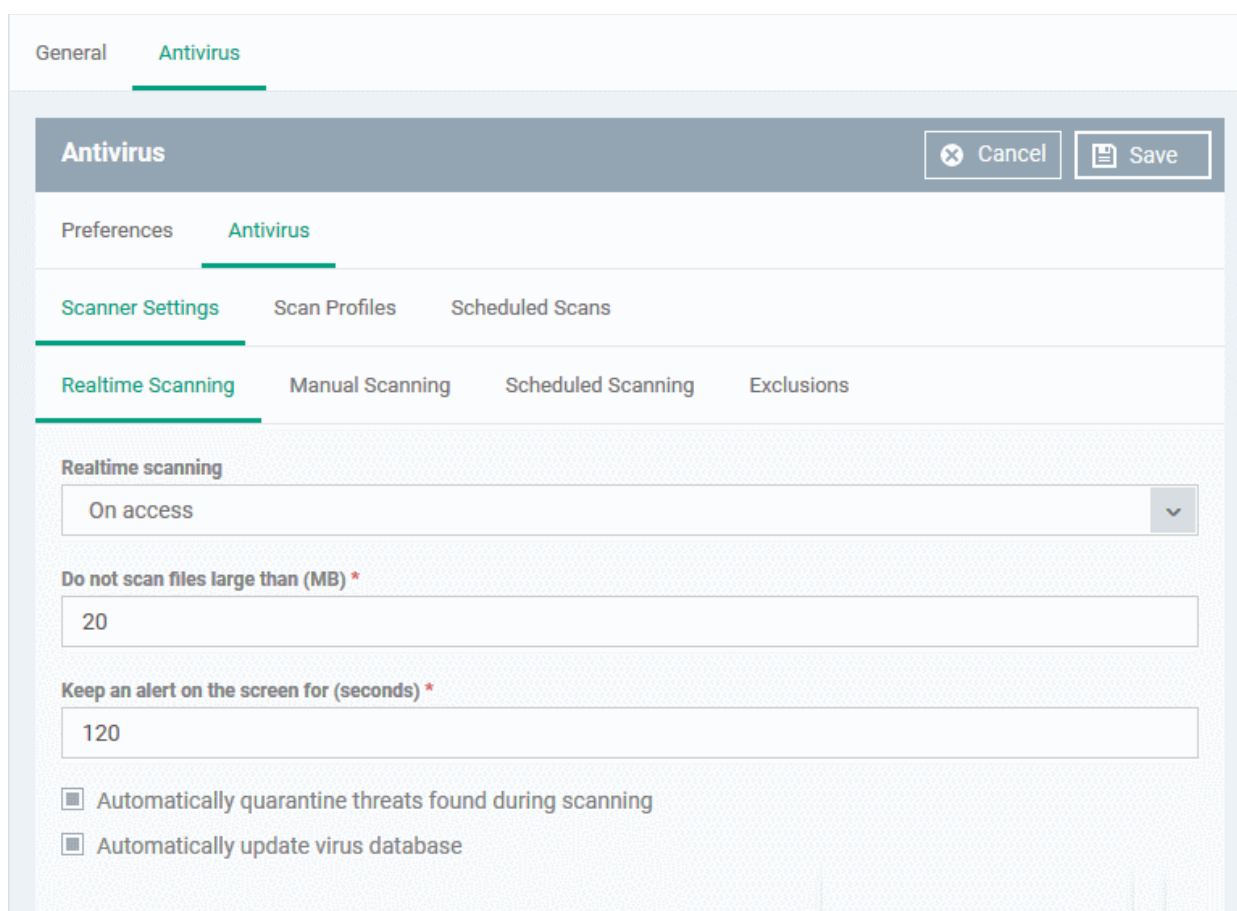 General Antivirus
Antivirus Cancel Save
Preferences Antivirus
Scanner Settings Scan Profiles Scheduled Scans
Realtime Scanning Manual Scanning Scheduled Scanning Exclusions
Realtime scanning
On access
Do not scan files large than (MB) *
20
Keep an alert on the screen for (seconds) *
120
Automatically quarantine threats found during scanning
Automatically update virus database